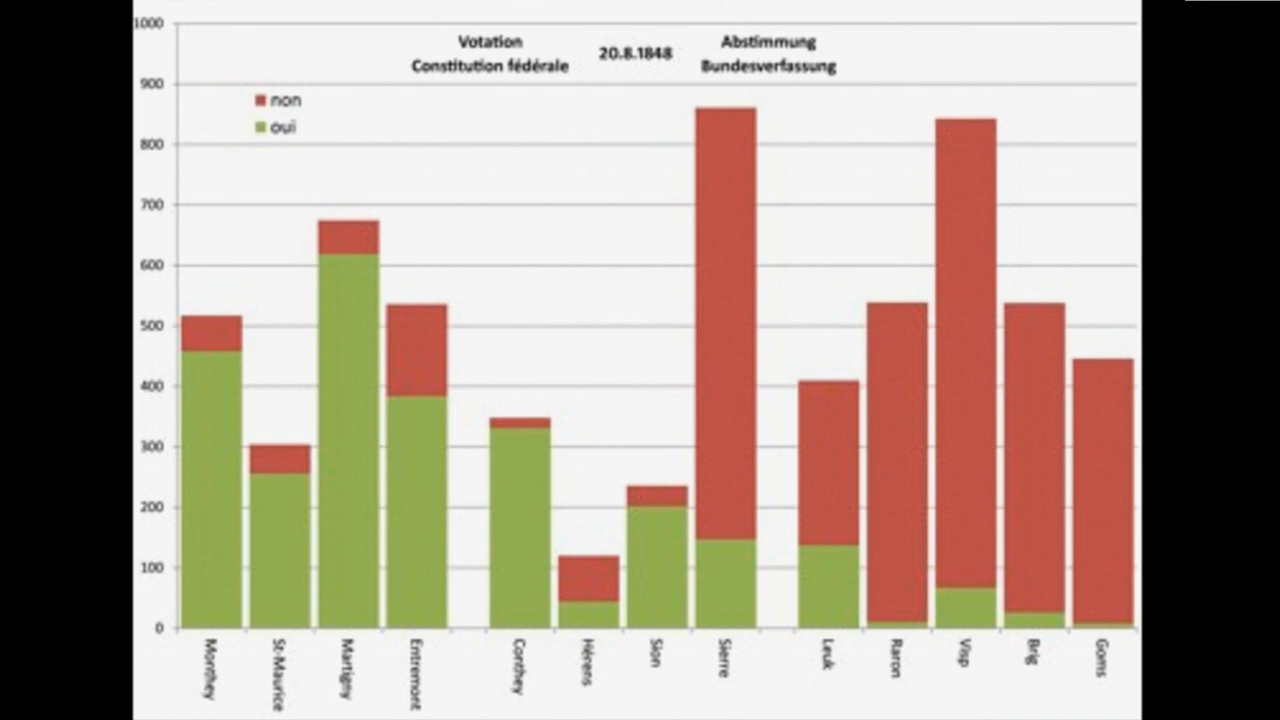 1000
Votation
Constitution fédérale
20.8.1848
Abstimmung
Bundesverfassung
900
non
oui
800
700
600
500
400
300
200
100
0
Monthey
St-Maurice
Martigny
Entremont
Conthey
Hérens
Sion
Sierre
Leuk
Raron
Visp
Brig
Goms